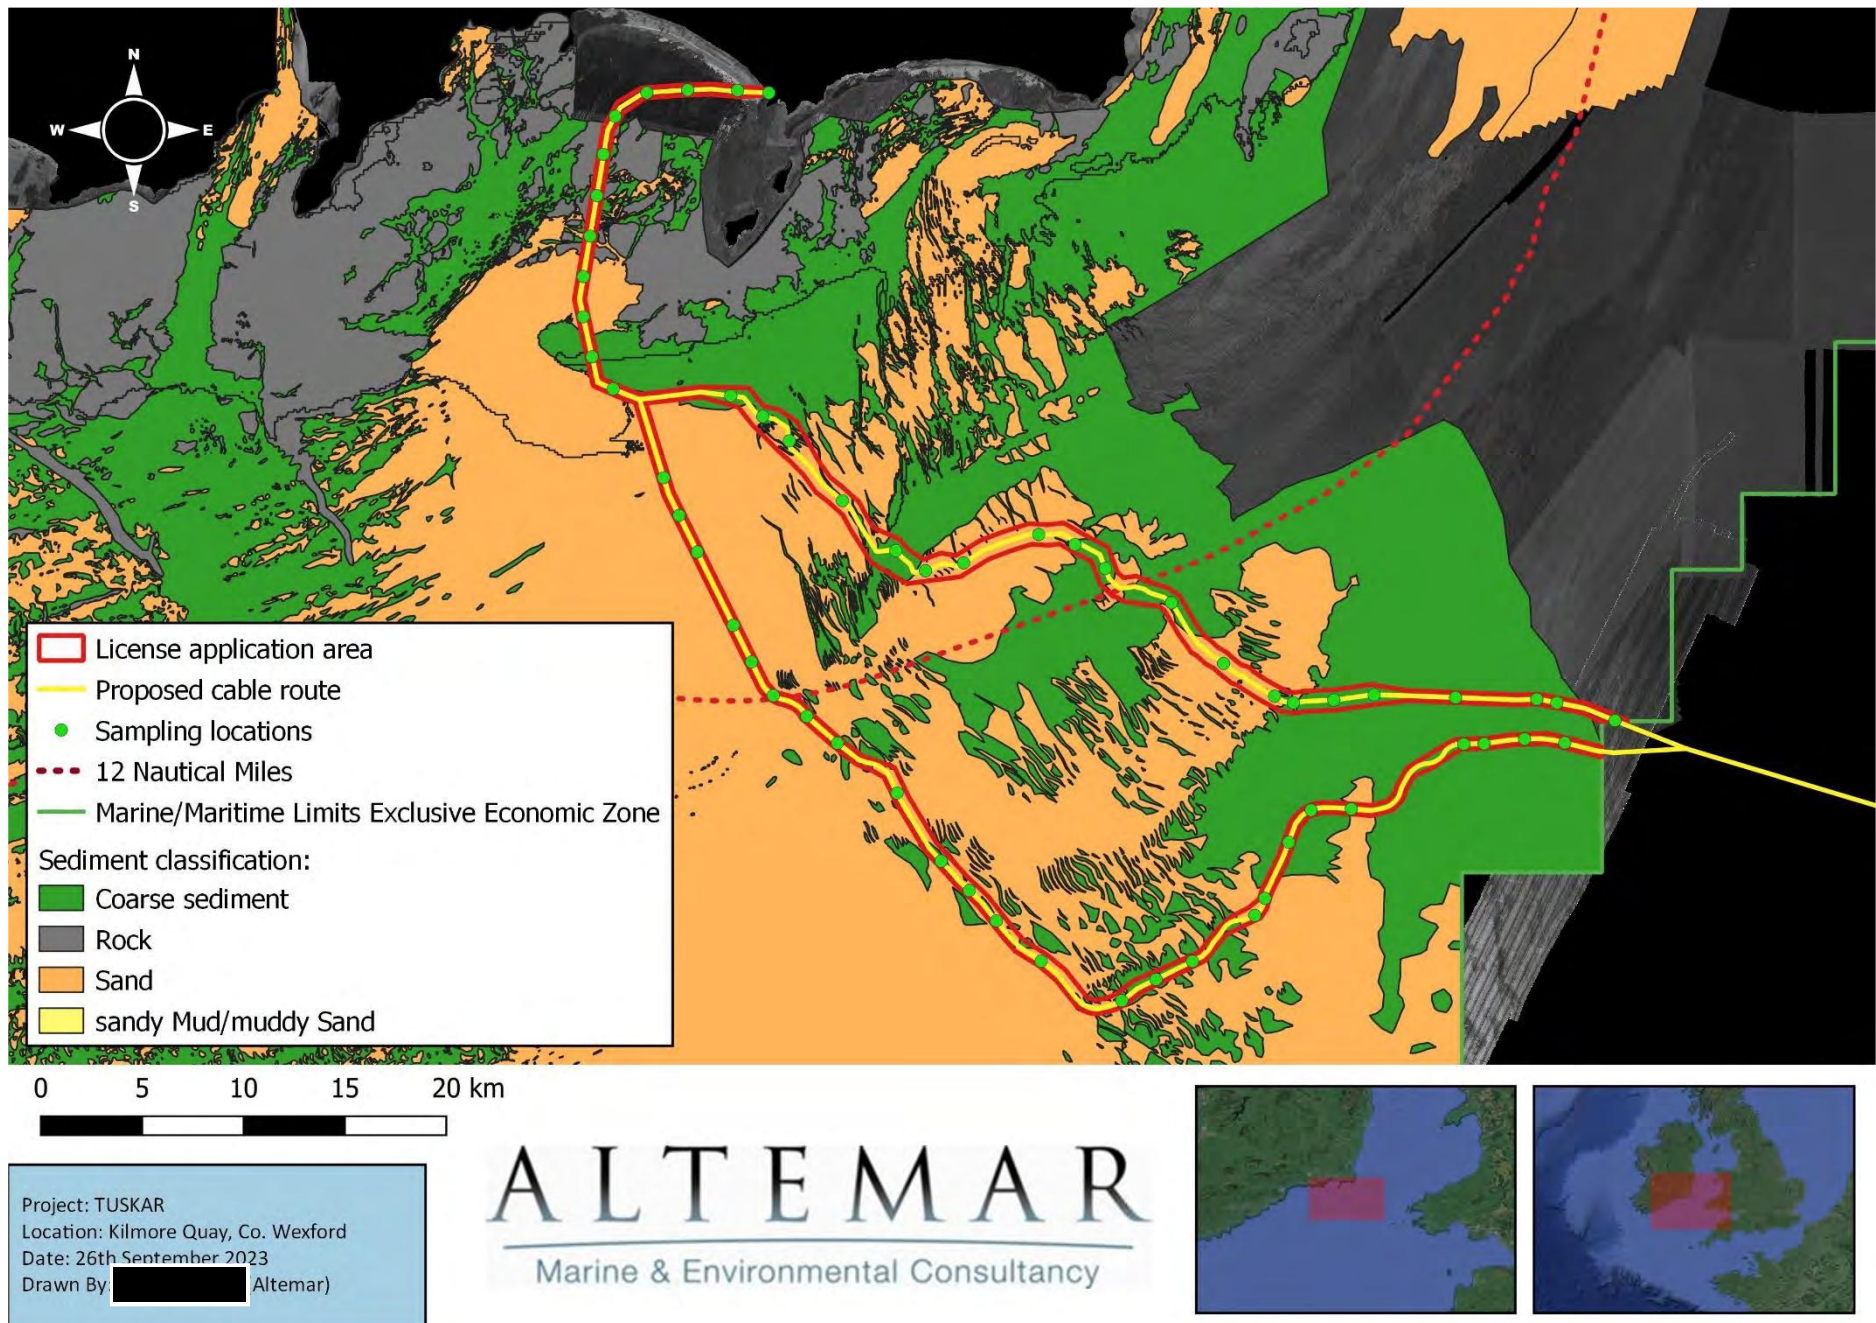 N
W E
S
License application area
Proposed cable route
Sampling locations
12 Nautical Miles
Marine/Maritime Limits Exclusive Economic Zone
Sediment classification:
Coarse sediment
Rock
Sand
sandy Mud/muddy Sand
0 5 10 15 20 km
Project: TUSKAR
Location: Kilmore Quay, Co. Wexford
Date: 26th September 2023
Drawn By: Altemar)
ALTEMAR
Marine & Environmental Consultancy